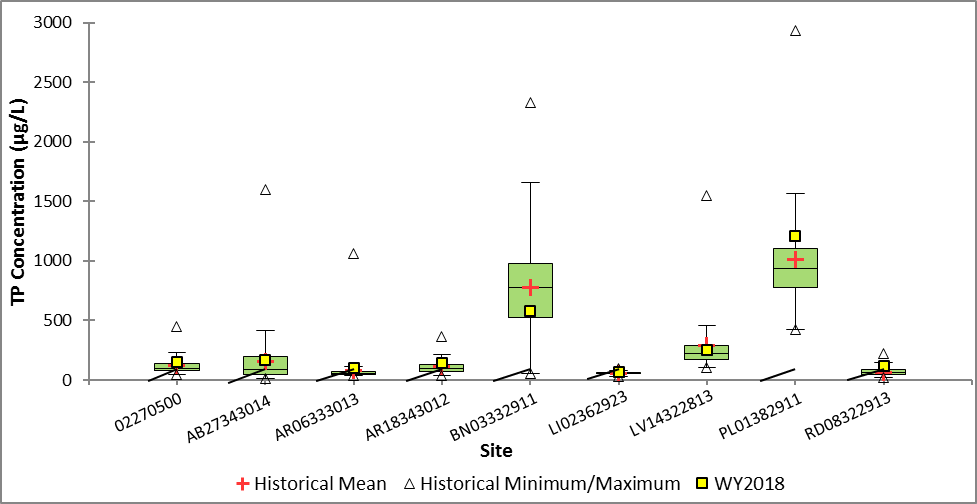 TP Concentration (µg/L)
3000
2500
2000
1500
1000
500
0
02270500
AB27343014
AR06333013
AR18343012
BN03332911
LI02362923
LV14322813
PL01382911
RD08322913
Site
Historical Mean
Historical Minimum/Maximum
WY2018